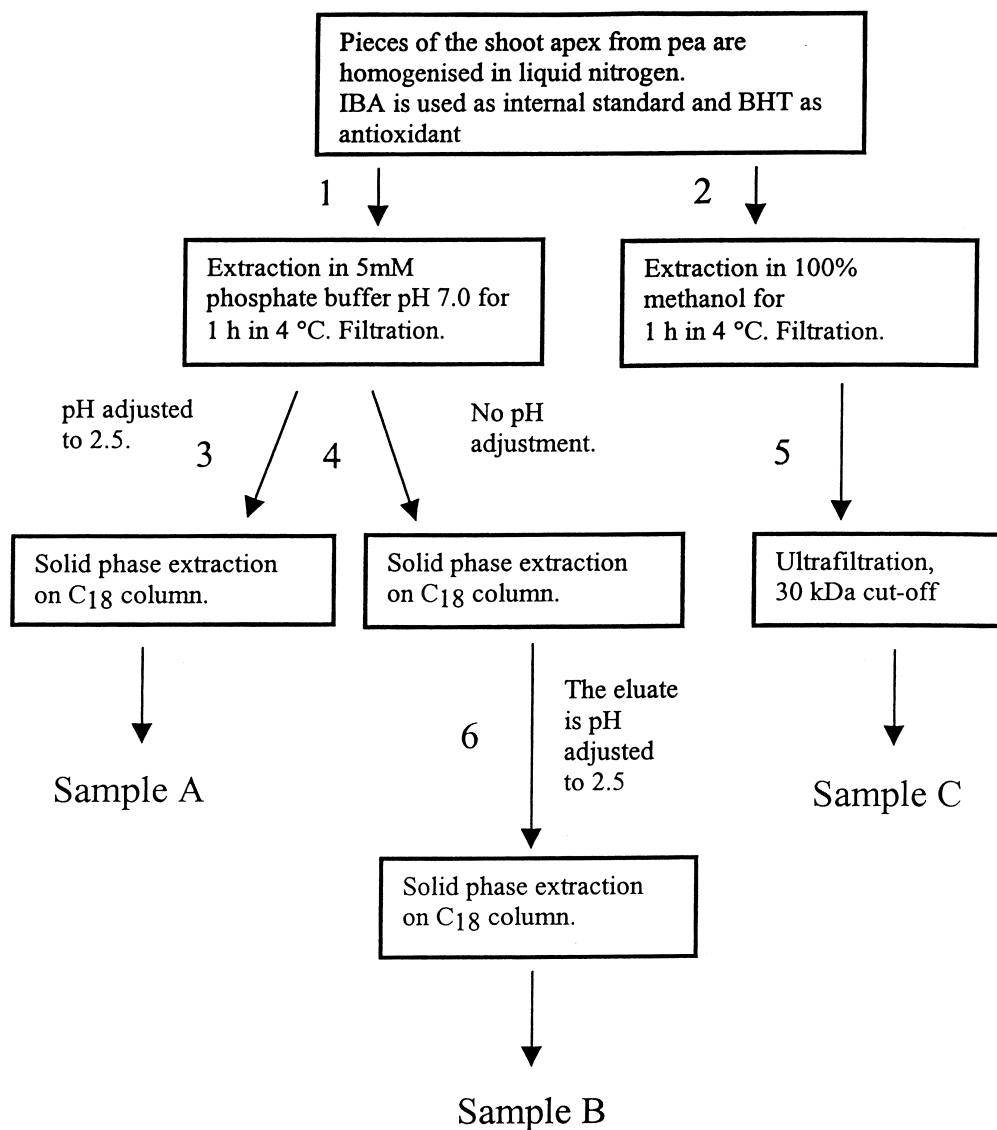 Pieces of the shoot apex from pea are
homogenised in liquid nitrogen.
IBA is used as internal standard and BHT as
antioxidant
1
2
Extraction in 5mM
phosphate buffer pH 7.0 for
1 h in 4 °C. Filtration.
Extraction in 100%
methanol for
1 h in 4 °C. Filtration.
pH adjusted
to 2.5.
3
4
No pH
adjustment.
5
Solid phase extraction
on C18 column.
Solid phase extraction
on C18 column.
Ultrafiltration,
30 kDa cut-off
6
The eluate
is pH
adjusted
to 2.5
Sample A
Sample C
Solid phase extraction
on C18 column.
Sample B